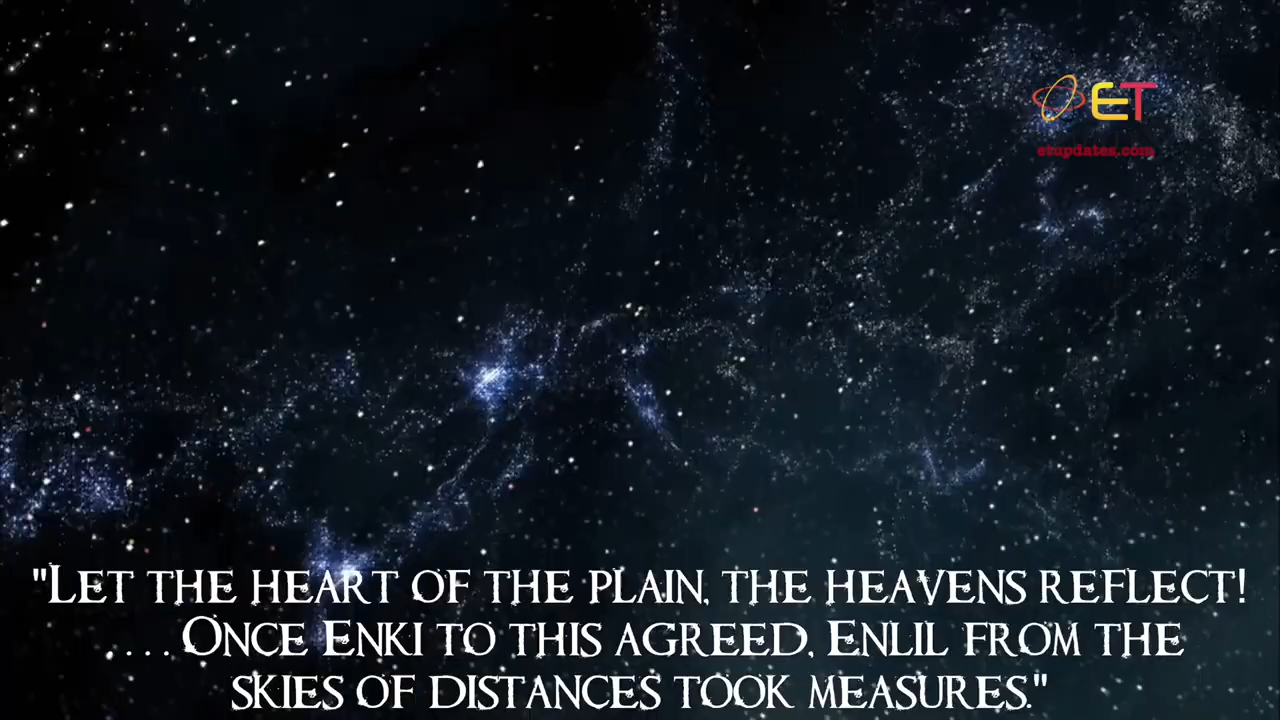 ET
etupdates.com
"Let the heart of the plain, the heavens reflect!
. . . . Once Enki to this agreed, Enlil from the
skies of distances took measures."